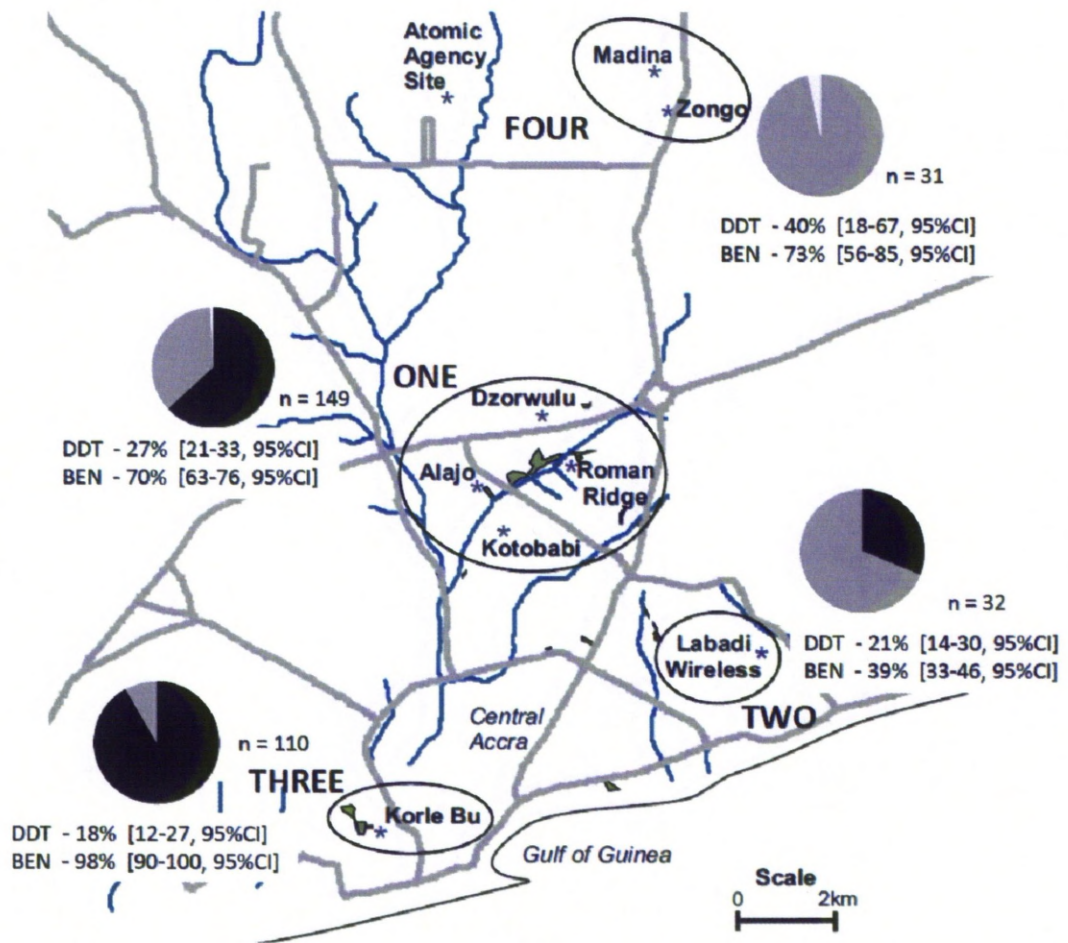 Atomic
Agency
Site
*
FOUR
Madina
*
* Zongo
n = 31
DDT - 40% [18-67, 95%CI]
BEN - 73% [56-85, 95%CI]
n = 149
DDT - 27% [21-33, 95%CI]
BEN - 70% [63-76, 95%CI]
ONE
Dzorwulu
*
Alajo
*
* Roman
Ridge
*
Kotobabi
n = 32
DDT - 21% [14-30, 95%CI]
BEN - 39% [33-46, 95%CI]
Labadi
Wireless *
TWO
Central
Accra
n = 110
THREE
DDT - 18% [12-27, 95%CI]
BEN - 98% [90-100, 95%CI]
Korle Bu
*
Gulf of Guinea
Scale
0 2km